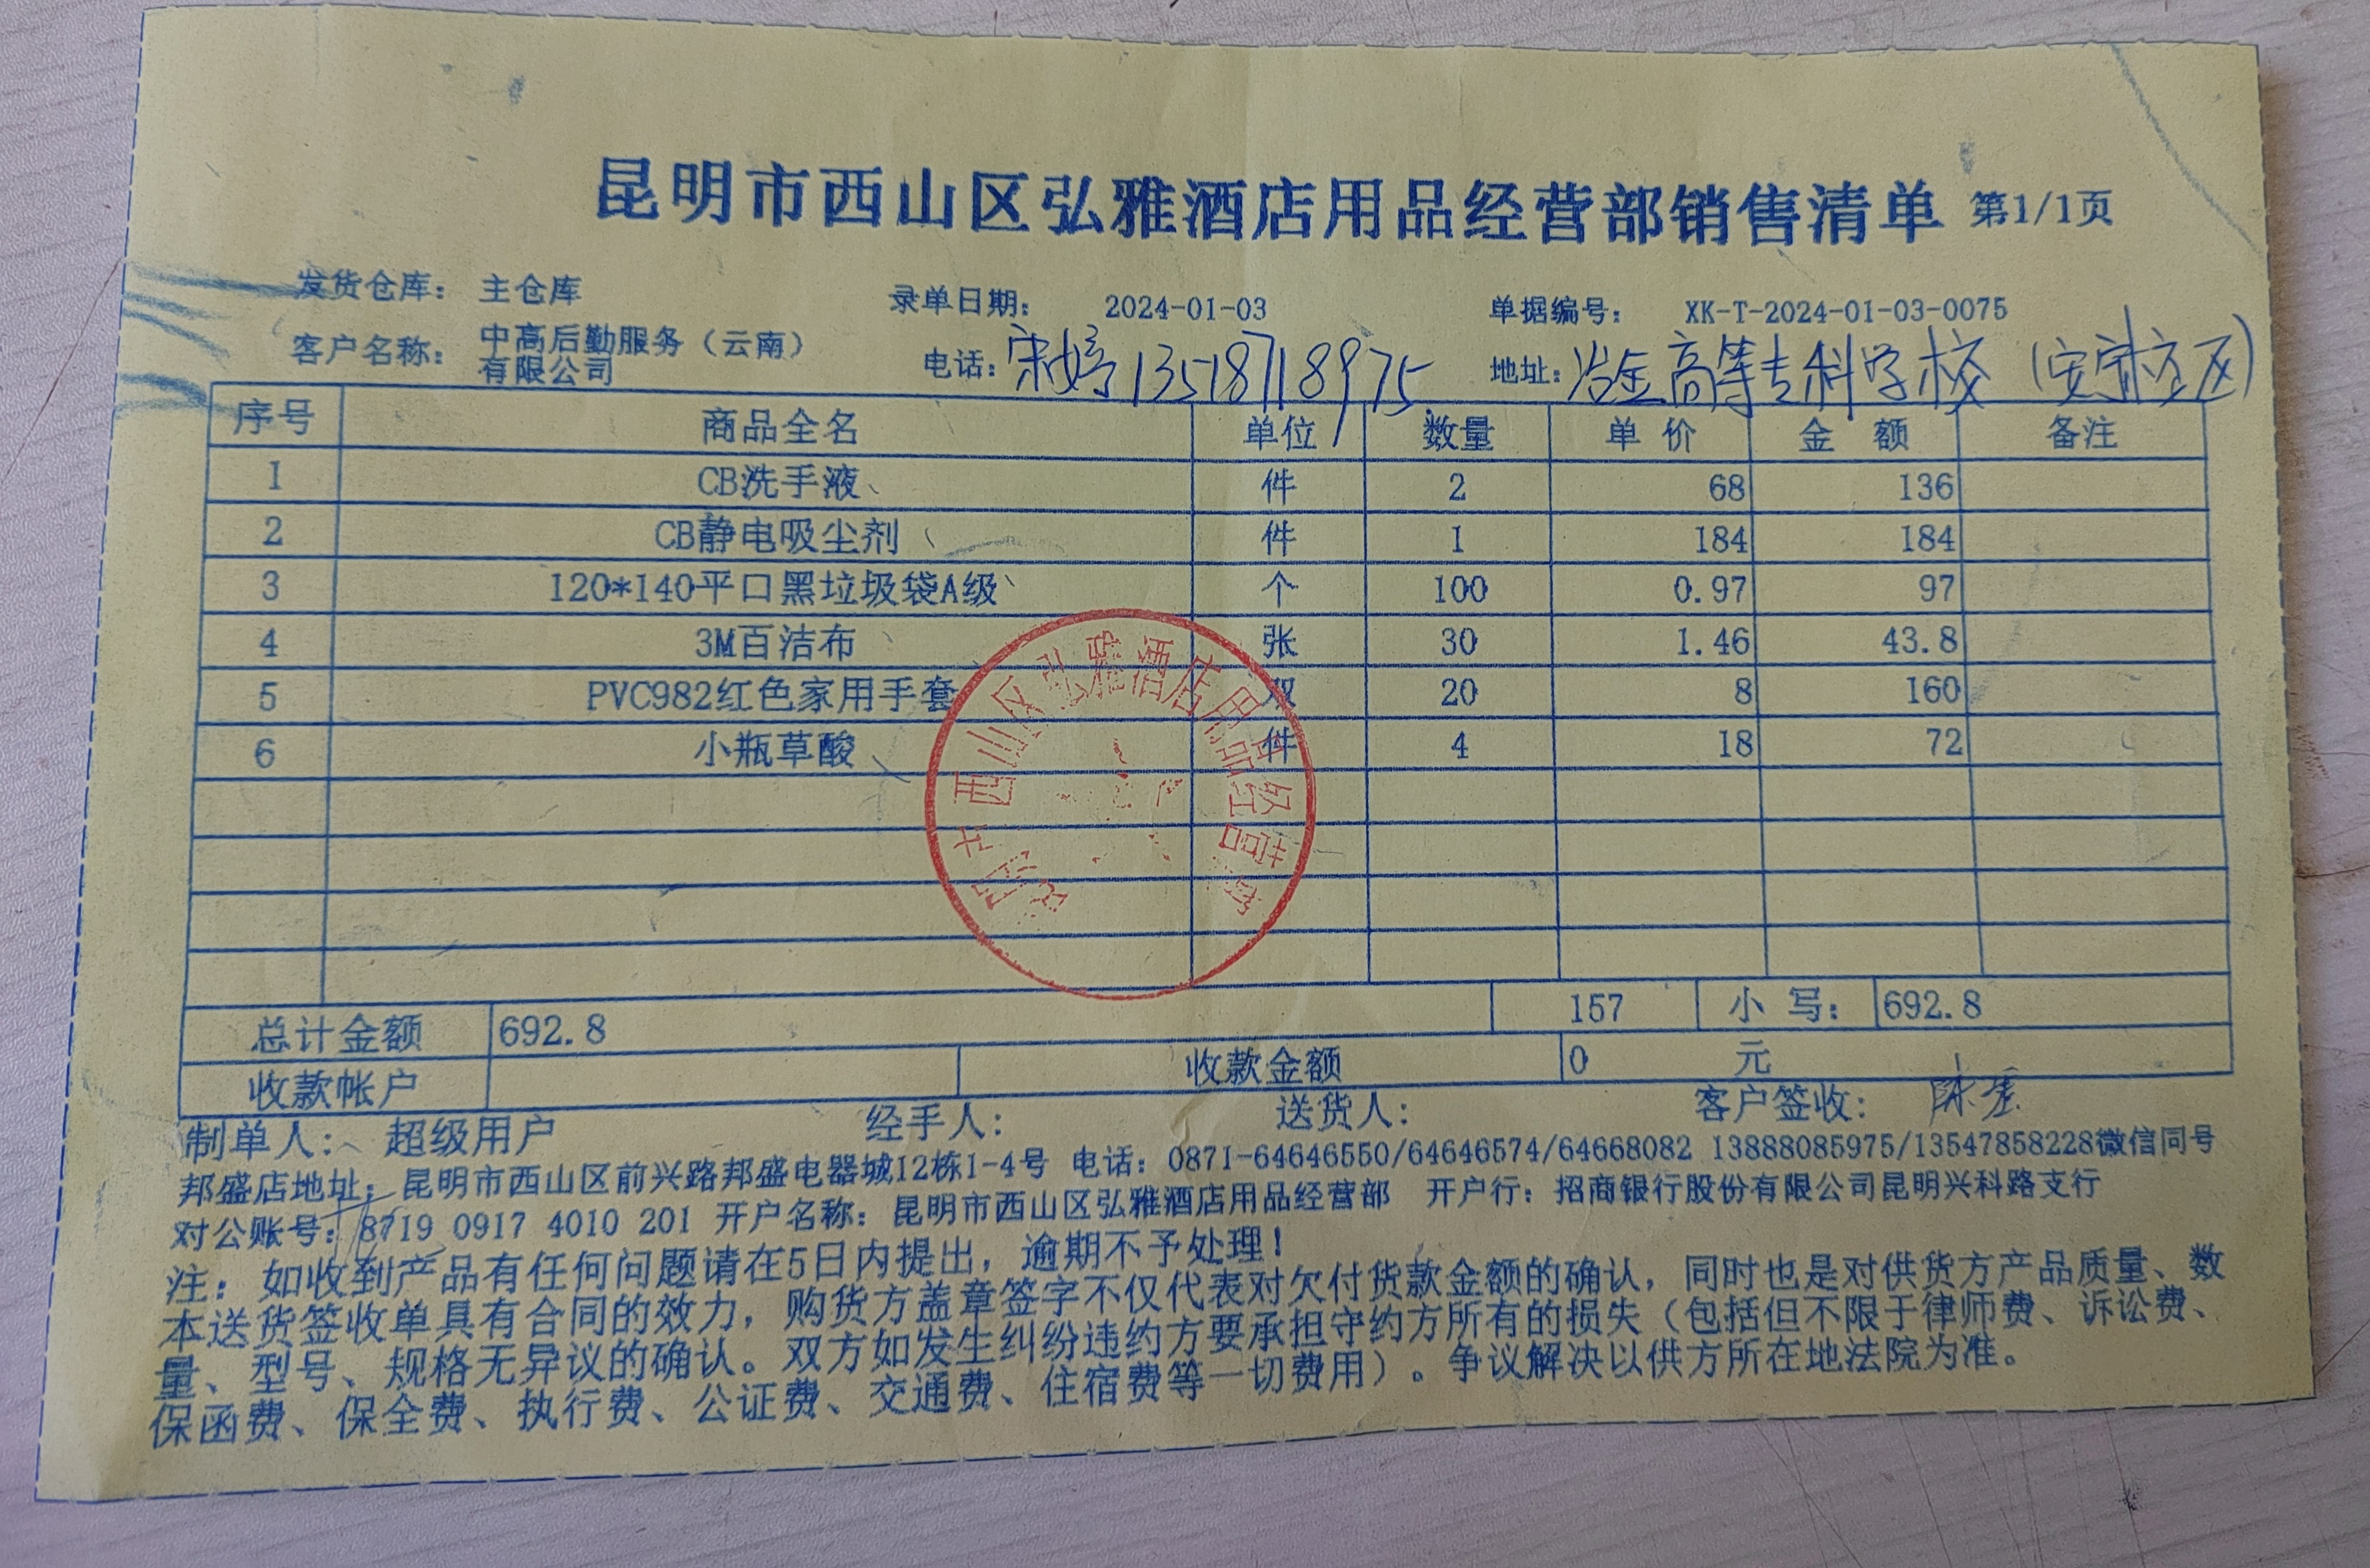 昆明市西山区弘雅酒店用品经营部销售清单 第1/1页
发货仓库： 主仓库 录单日期： 2024-01-03 单据编号： XK-T-2024-01-03-0075
客户名称： 中高后勤服务（云南）有限公司 电话：宋婷 13518718975 地址：冶金高等专科学校（安宁校区）
序号 商品全名 单位 数量 单 价 金 额 备注
1 CB洗手液 件 2 68 136
2 CB静电吸尘剂 件 1 184 184
3 120*140平口黑垃圾袋A级 个 100 0.97 97
4 3M百洁布 张 30 1.46 43.8
5 PVC982红色家用手套 双 20 8 160
6 小瓶草酸 件 4 18 72
昆明市西山区弘雅酒店用品经营部
总计金额 692.8 157 小 写： 692.8
收款帐户 收款金额 0 元
制单人： 超级用户 经手人： 送货人： 客户签收：
邦盛店地址：昆明市西山区前兴路邦盛电器城12栋1-4号 电话：0871-64646550/64646574/64668082 13888085975/13547858228微信同号
对公账号：8719 0917 4010 201 开户名称：昆明市西山区弘雅酒店用品经营部 开户行：招商银行股份有限公司昆明兴科路支行
注：如收到产品有任何问题请在5日内提出，逾期不予处理！
本送货签收单具有合同的效力，购货方盖章签字不仅代表对欠付货款金额的确认，同时也是对供货方产品质量、数
量、型号、规格无异议的确认。双方如发生纠纷违约方要承担守约方所有的损失（包括但不限于律师费、诉讼费、
保函费、保全费、执行费、公证费、交通费、住宿费等一切费用）。争议解决以供方所在地法院为准。